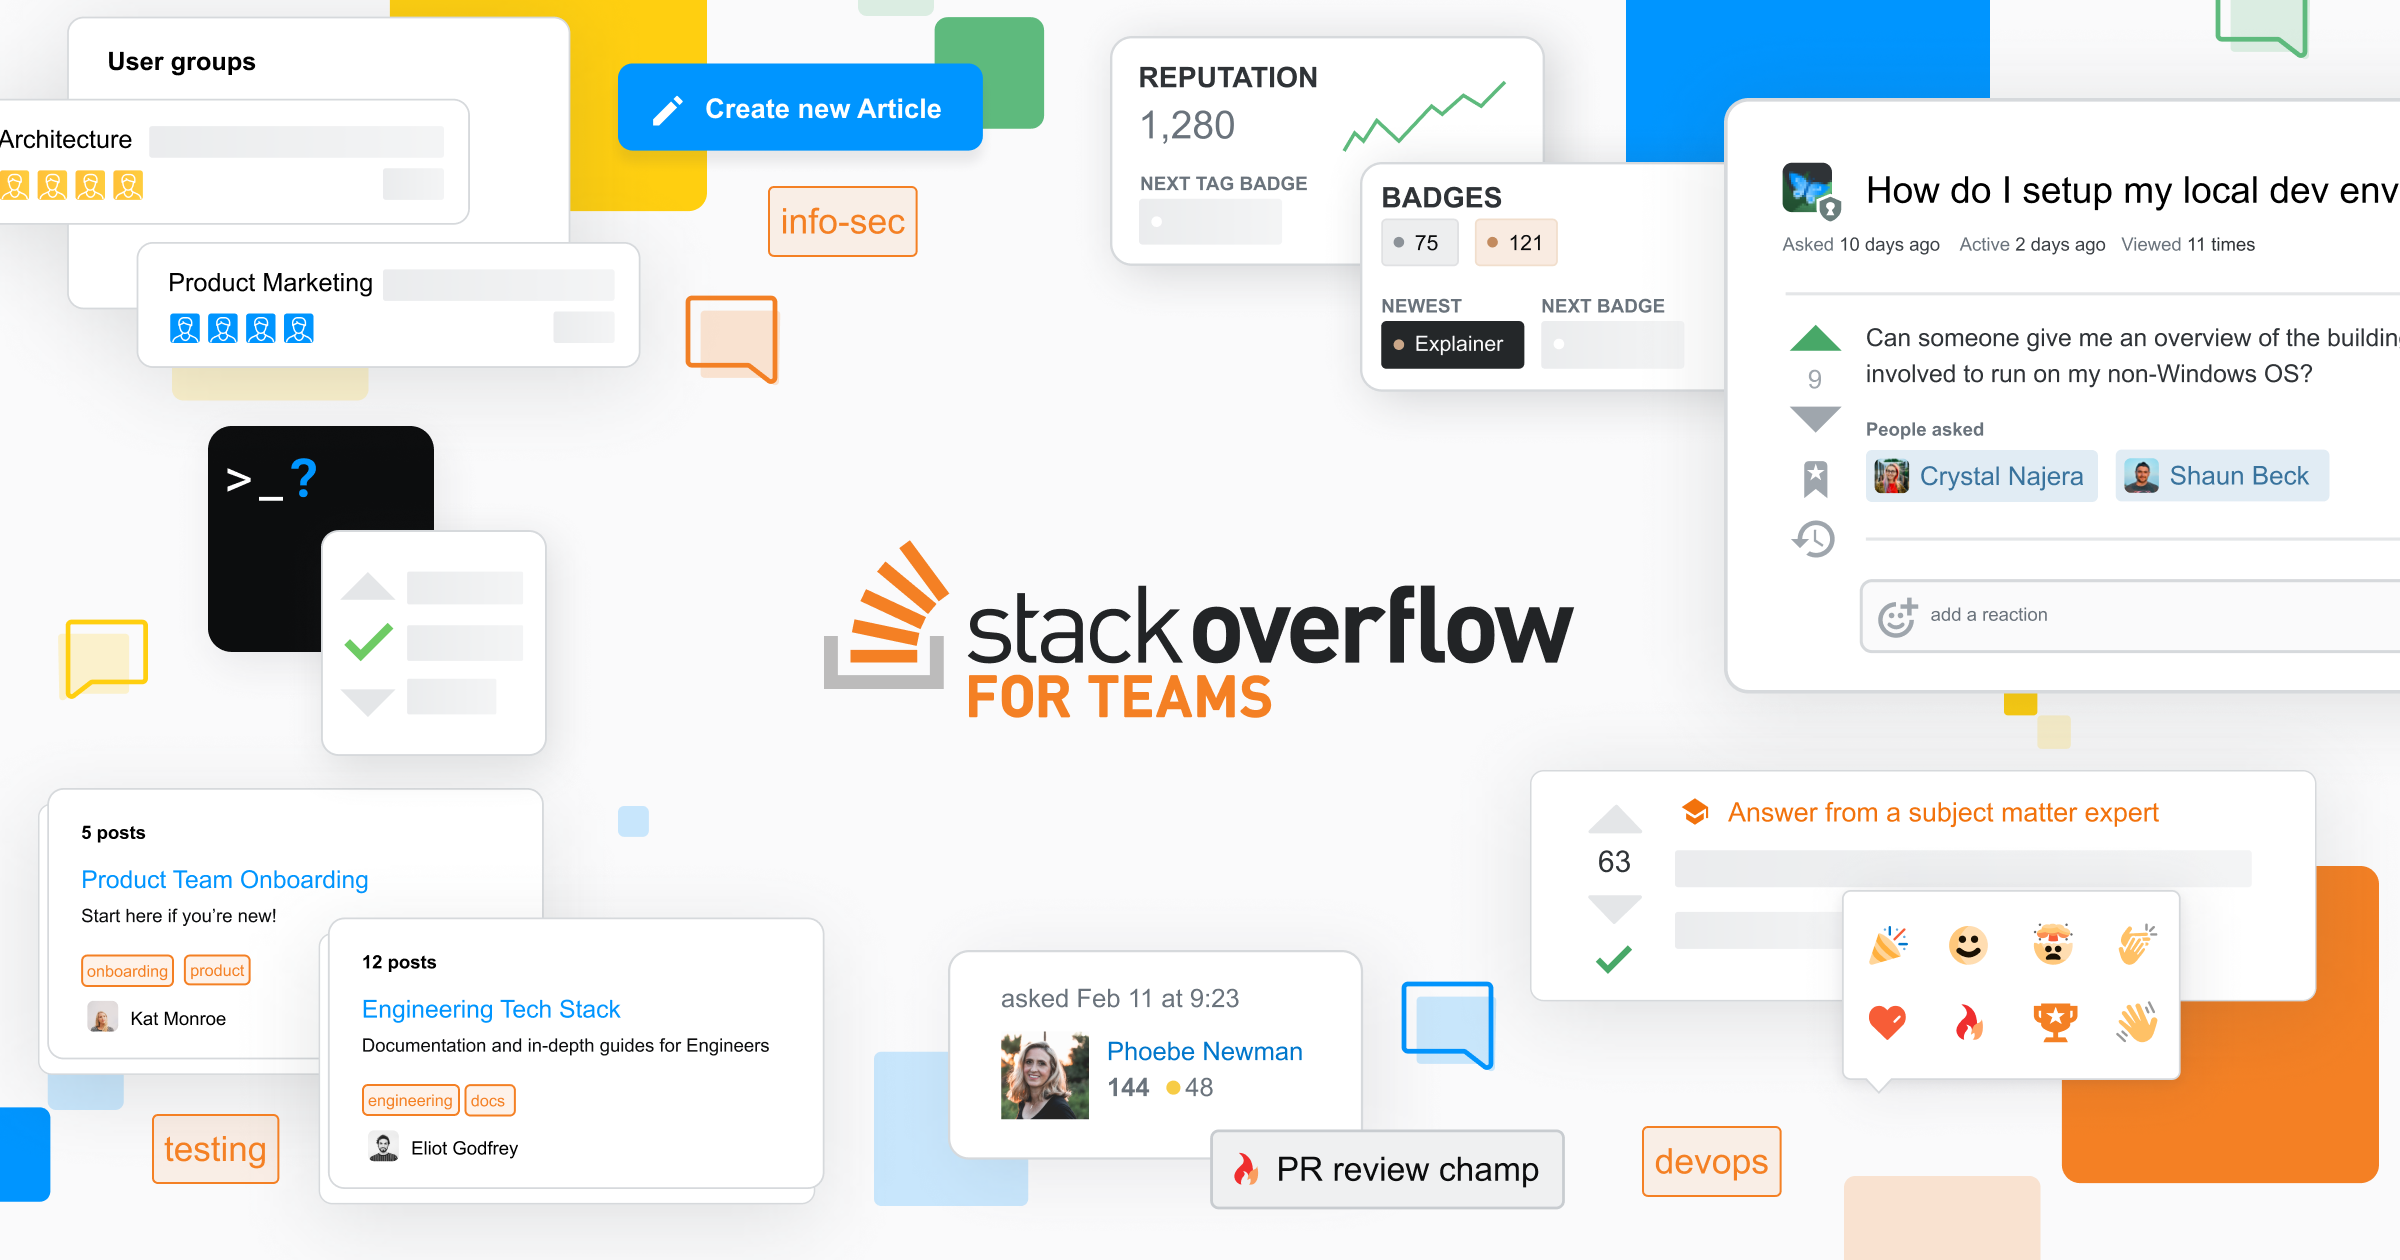 User groups
Architecture
Product Marketing
Create new Article
info-sec
REPUTATION
1,280
NEXT TAG BADGE
BADGES
75
121
NEWEST
NEXT BADGE
Explainer
How do I setup my local dev env
Asked 10 days ago Active 2 days ago Viewed 11 times
9
Can someone give me an overview of the buildin
involved to run on my non-Windows OS?
People asked
Crystal Najera
Shaun Beck
add a reaction
>_?
stackoverflow
FOR TEAMS
5 posts
Product Team Onboarding
Start here if you’re new!
onboarding
product
Kat Monroe
12 posts
Engineering Tech Stack
Documentation and in-depth guides for Engineers
engineering
docs
Eliot Godfrey
testing
asked Feb 11 at 9:23
Phoebe Newman
144 48
PR review champ
Answer from a subject matter expert
63
devops